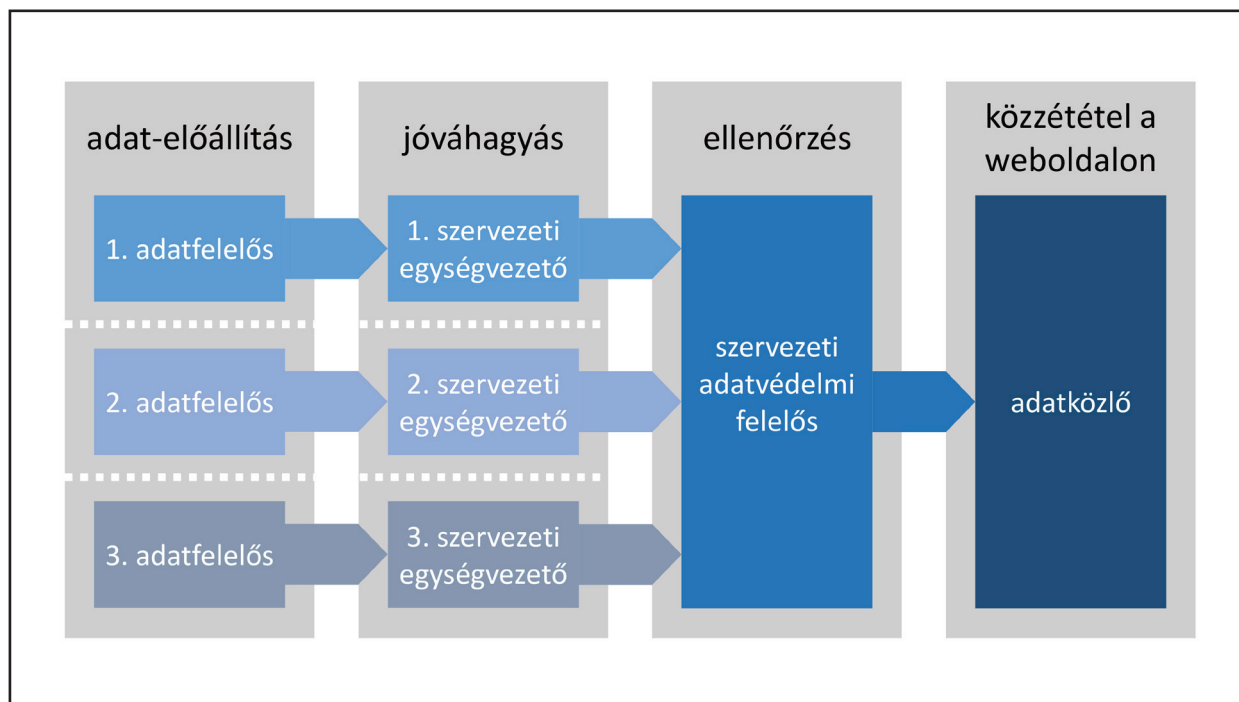 adat-előállítás
jóváhagyás
ellenőrzés
közzététel a
weboldalon
1. adatfelelős
1. szervezeti
egységvezető
2. adatfelelős
2. szervezeti
egységvezető
3. adatfelelős
3. szervezeti
egységvezető
szervezeti
adatvédelmi
felelős
adatközlő